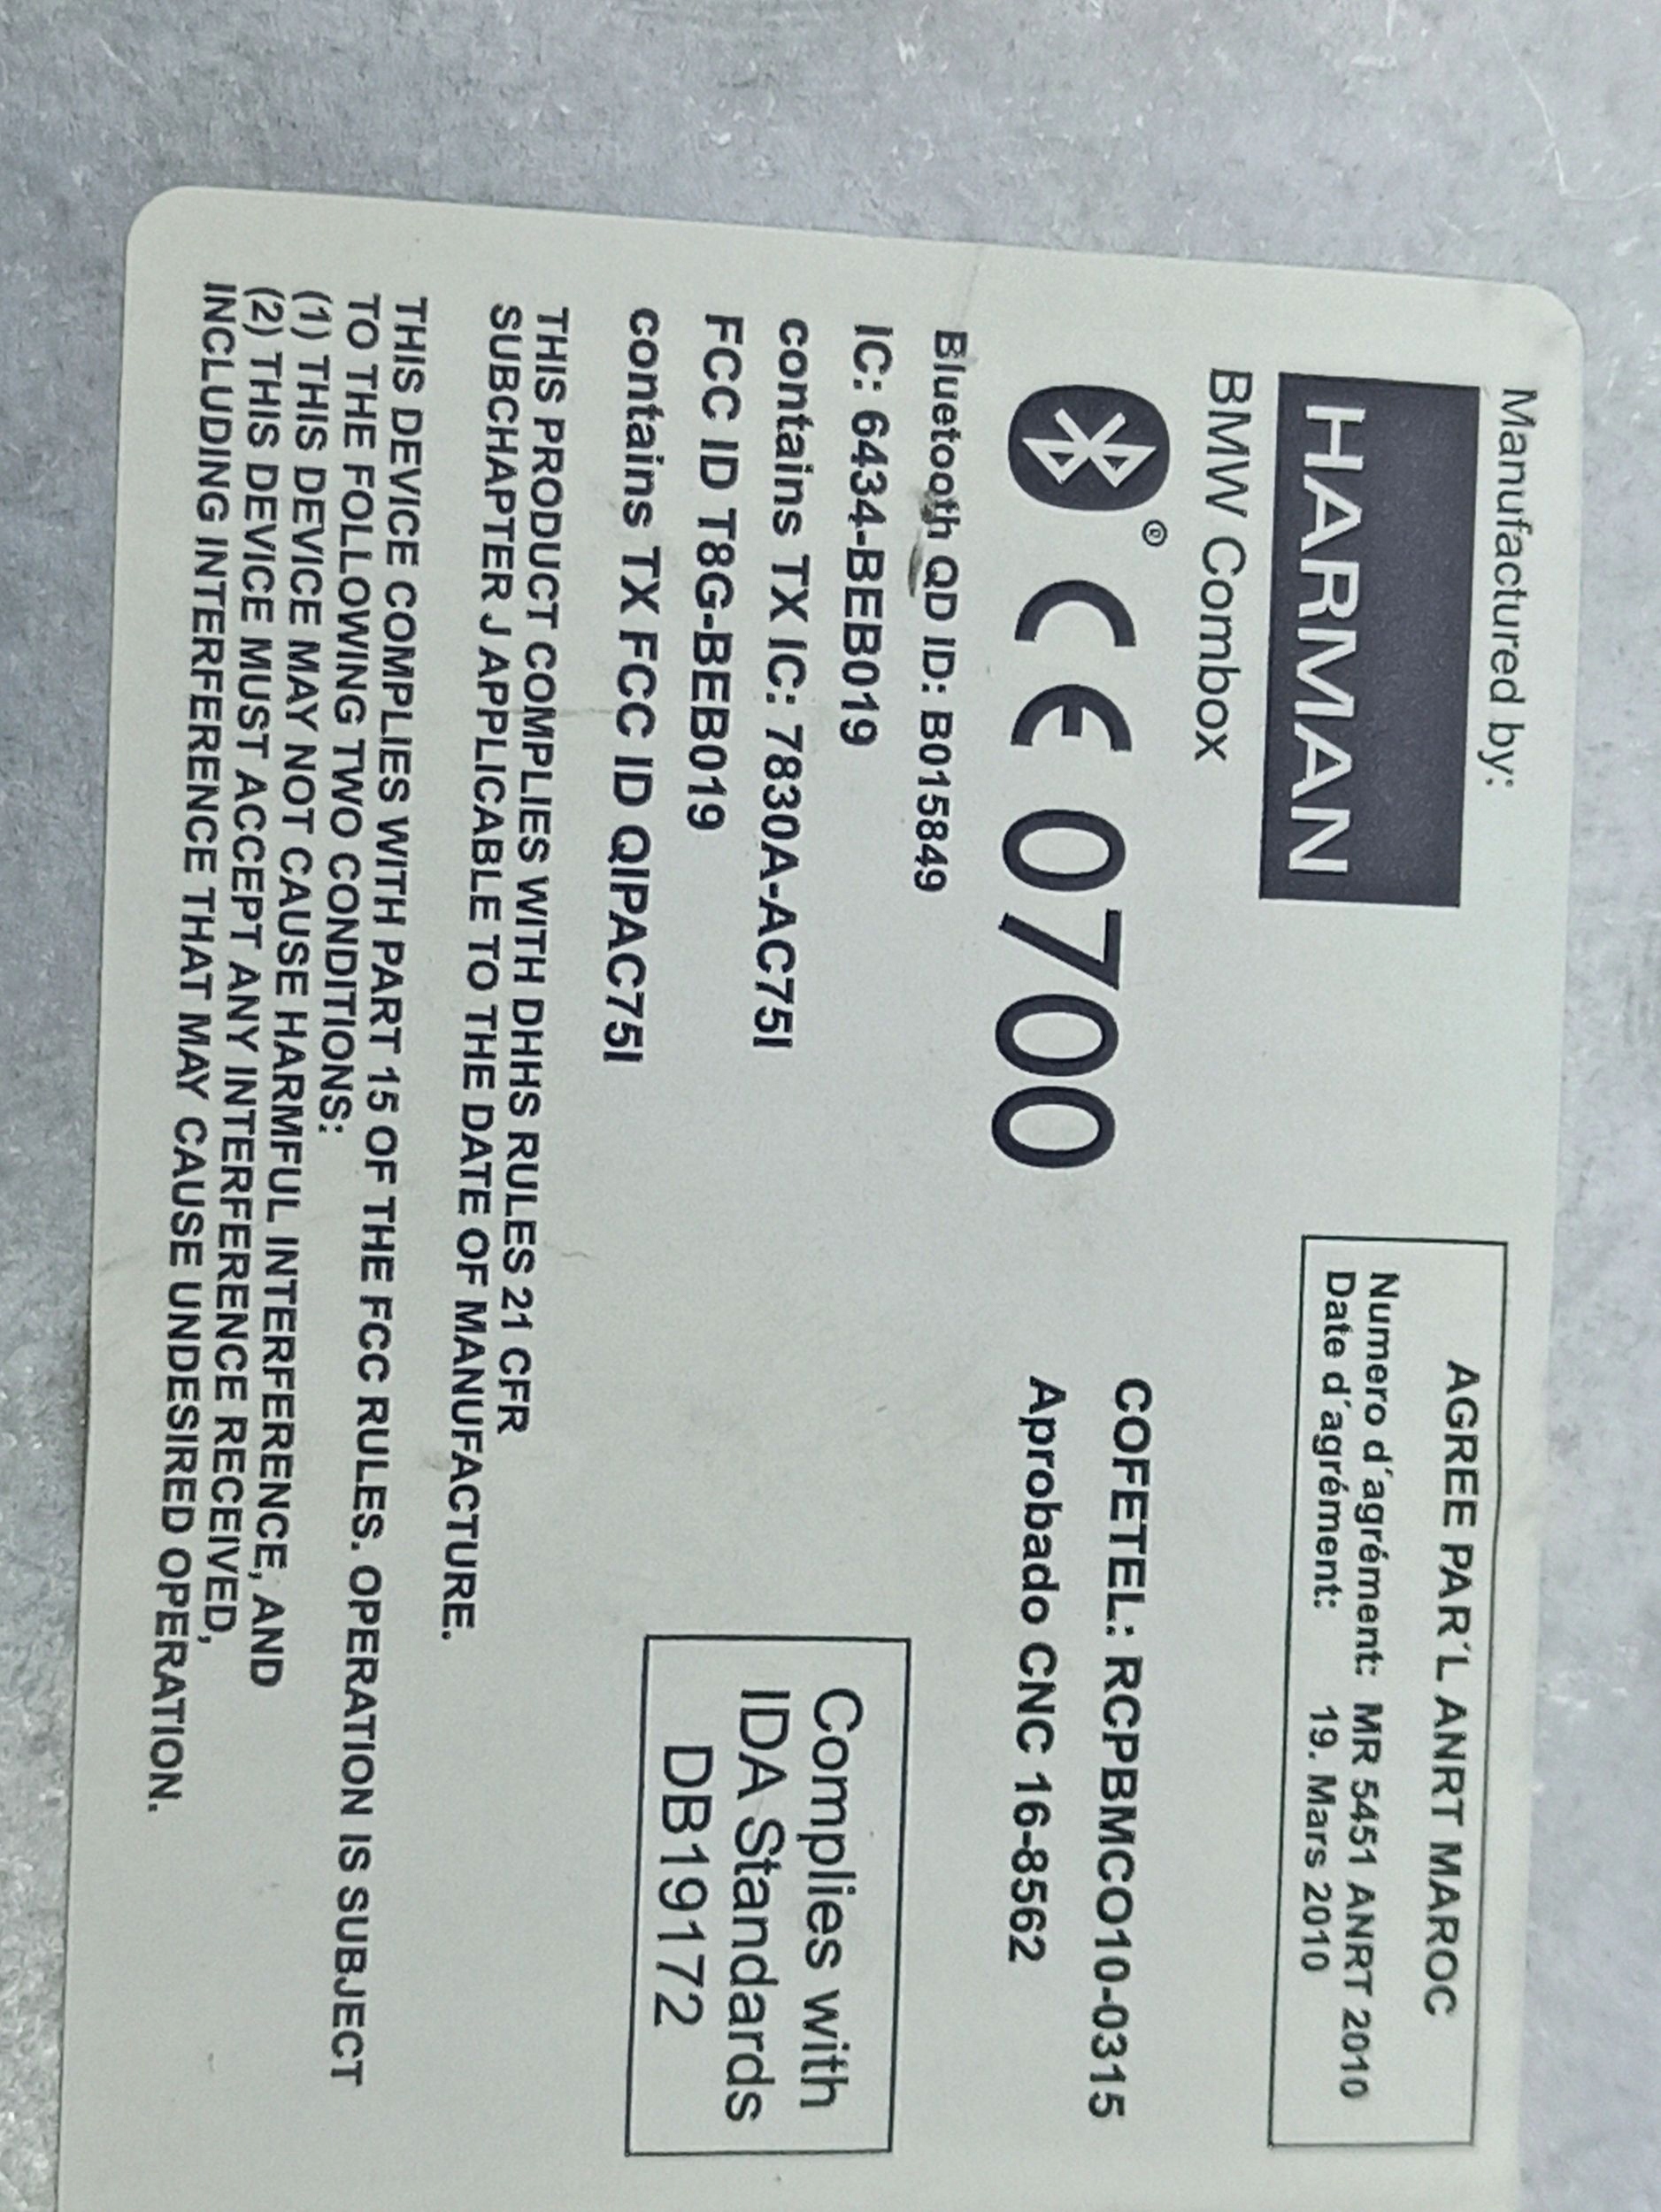 Manufactured by:
HARMAN
BMW Combox
® CE 0700
Bluetooth QD ID: B015849
IC: 6434-BEB019
contains TX IC: 7830A-AC75I
FCC ID T8G-BEB019
contains TX FCC ID QIPAC75I
AGREE PAR´L ANRT MAROC
Numero d´agrément: MR 5451 ANRT 2010
Date d´agrément: 19. Mars 2010
COFETEL: RCPBMCO10-0315
Aprobado CNC 16-8562
Complies with
IDA Standards
DB19172
THIS PRODUCT COMPLIES WITH DHHS RULES 21 CFR
SUBCHAPTER J APPLICABLE TO THE DATE OF MANUFACTURE.
THIS DEVICE COMPLIES WITH PART 15 OF THE FCC RULES. OPERATION IS SUBJECT
TO THE FOLLOWING TWO CONDITIONS:
(1) THIS DEVICE MAY NOT CAUSE HARMFUL INTERFERENCE, AND
(2) THIS DEVICE MUST ACCEPT ANY INTERFERENCE RECEIVED,
INCLUDING INTERFERENCE THAT MAY CAUSE UNDESIRED OPERATION.